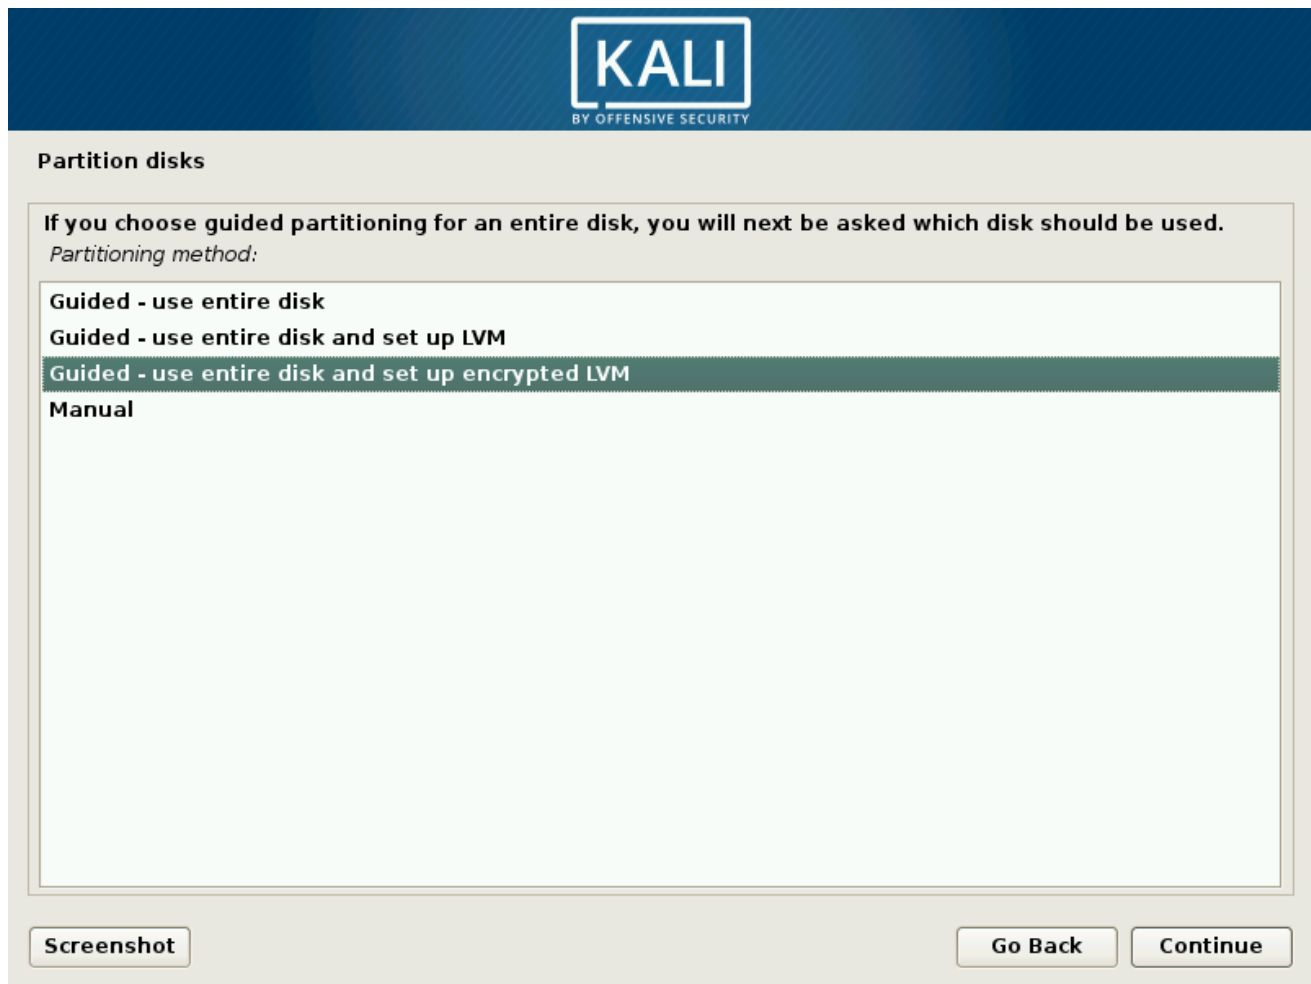 KALI
BY OFFENSIVE SECURITY
Partition disks
If you choose guided partitioning for an entire disk, you will next be asked which disk should be used.
Partitioning method:
Guided - use entire disk
Guided - use entire disk and set up LVM
Guided - use entire disk and set up encrypted LVM
Manual
Screenshot
Go Back
Continue